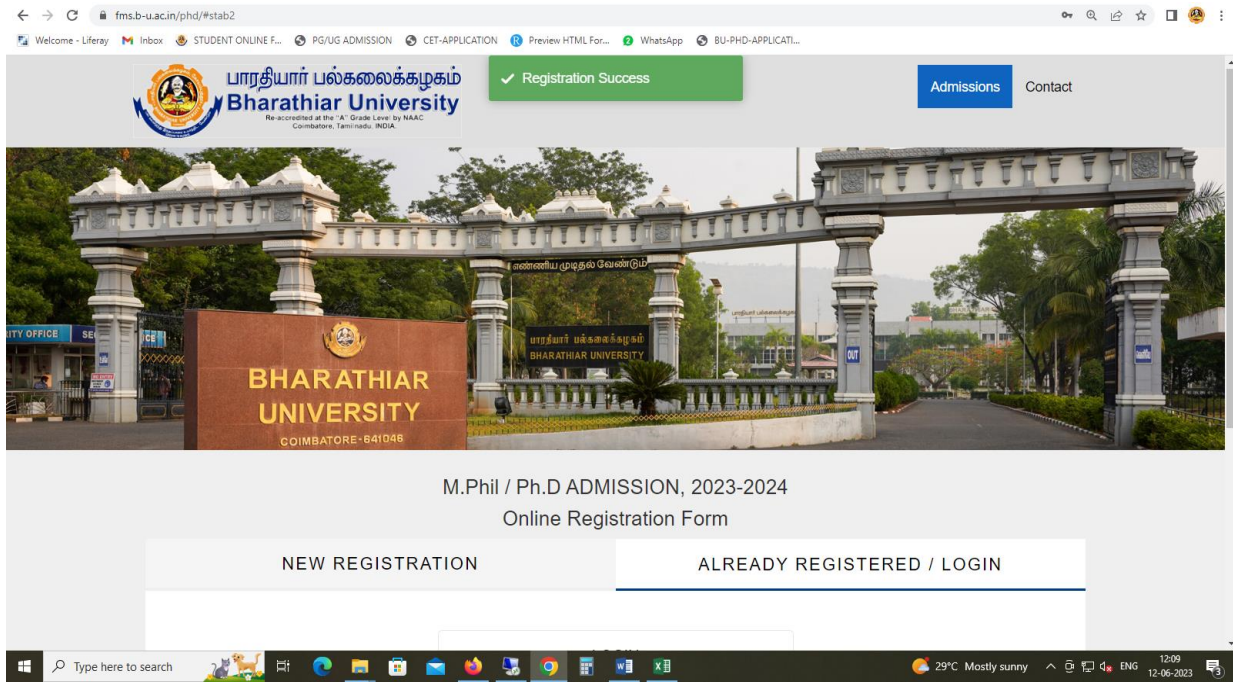 fms.b-u.ac.in/phd/#stab2
Welcome - Liferay Inbox STUDENT ONLINE F... PG/UG ADMISSION CET-APPLICATION Preview HTML For... WhatsApp BU-PHD-APPLICATI...
பாரதியார் பல்கலைக்கழகம்
Bharathiar University
Re-accredited at the "A" Grade Level by NAAC
Coimbatore, Tamilnadu. INDIA.
Registration Success
Admissions Contact
எண்ணிய முடிதல் வேண்டும்
ITY OFFICE
பாரதியார் பல்கலைக்கழகம்
BHARATHIAR UNIVERSITY
OUT
BHARATHIAR
UNIVERSITY
COIMBATORE-641046
M.Phil / Ph.D ADMISSION, 2023-2024
Online Registration Form
NEW REGISTRATION ALREADY REGISTERED / LOGIN
Type here to search 29°C Mostly sunny ENG 12:09
12-06-2023 3